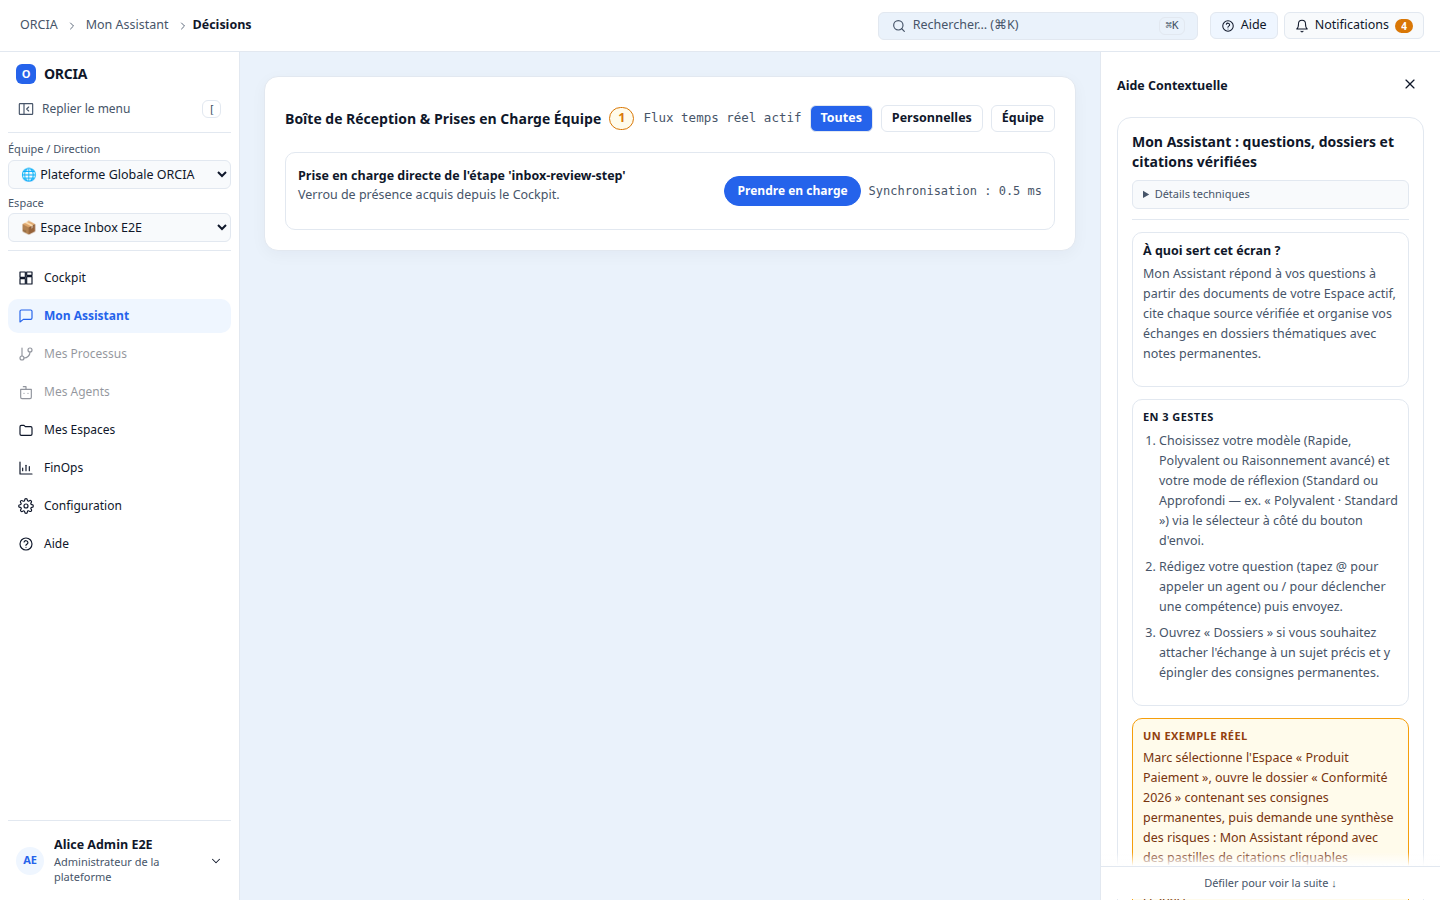 ORCIA > Mon Assistant > Décisions
Rechercher... (⌘K)
⌘K
Aide
Notifications 4
O ORCIA
Replier le menu [
Équipe / Direction
🌐 Plateforme Globale ORCIA
Espace
📦 Espace Inbox E2E
Cockpit
Mon Assistant
Mes Processus
Mes Agents
Mes Espaces
FinOps
Configuration
Aide
AE
Alice Admin E2E
Administrateur de la
plateforme
Boîte de Réception & Prises en Charge Équipe 1 Flux temps réel actif Toutes Personnelles Équipe
Prise en charge directe de l'étape 'inbox-review-step'
Verrou de présence acquis depuis le Cockpit.
Prendre en charge
Synchronisation : 0.5 ms
Aide Contextuelle
Mon Assistant : questions, dossiers et
citations vérifiées
Détails techniques
À quoi sert cet écran ?
Mon Assistant répond à vos questions à
partir des documents de votre Espace actif,
cite chaque source vérifiée et organise vos
échanges en dossiers thématiques avec
notes permanentes.
EN 3 GESTES
1. Choisissez votre modèle (Rapide,
Polyvalent ou Raisonnement avancé) et
votre mode de réflexion (Standard ou
Approfondi — ex. « Polyvalent · Standard
») via le sélecteur à côté du bouton
d'envoi.
2. Rédigez votre question (tapez @ pour
appeler un agent ou / pour déclencher
une compétence) puis envoyez.
3. Ouvrez « Dossiers » si vous souhaitez
attacher l'échange à un sujet précis et y
épingler des consignes permanentes.
UN EXEMPLE RÉEL
Marc sélectionne l'Espace « Produit
Paiement », ouvre le dossier « Conformité
2026 » contenant ses consignes
permanentes, puis demande une synthèse
des risques : Mon Assistant répond avec
des pastilles de citations cliquables
Défiler pour voir la suite ↓